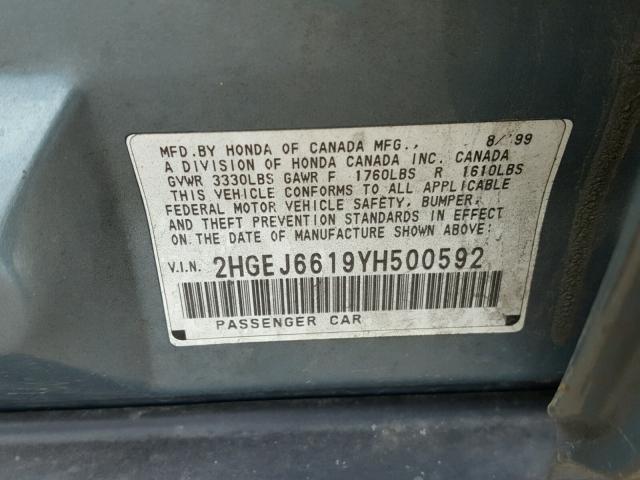 MFD.BY HONDA OF CANADA MFG., 8/'99
A DIVISION OF HONDA CANADA INC. CANADA
GVWR 3330LBS GAWR F 1760LBS R 1610LBS
THIS VEHICLE CONFORMS TO ALL APPLICABLE
FEDERAL MOTOR VEHICLE SAFETY, BUMPER,
AND THEFT PREVENTION STANDARDS IN EFFECT
ON THE DATE OF MANUFACTURE SHOWN ABOVE:
V.I.N. 2HGEJ6619YH500592
PASSENGER CAR